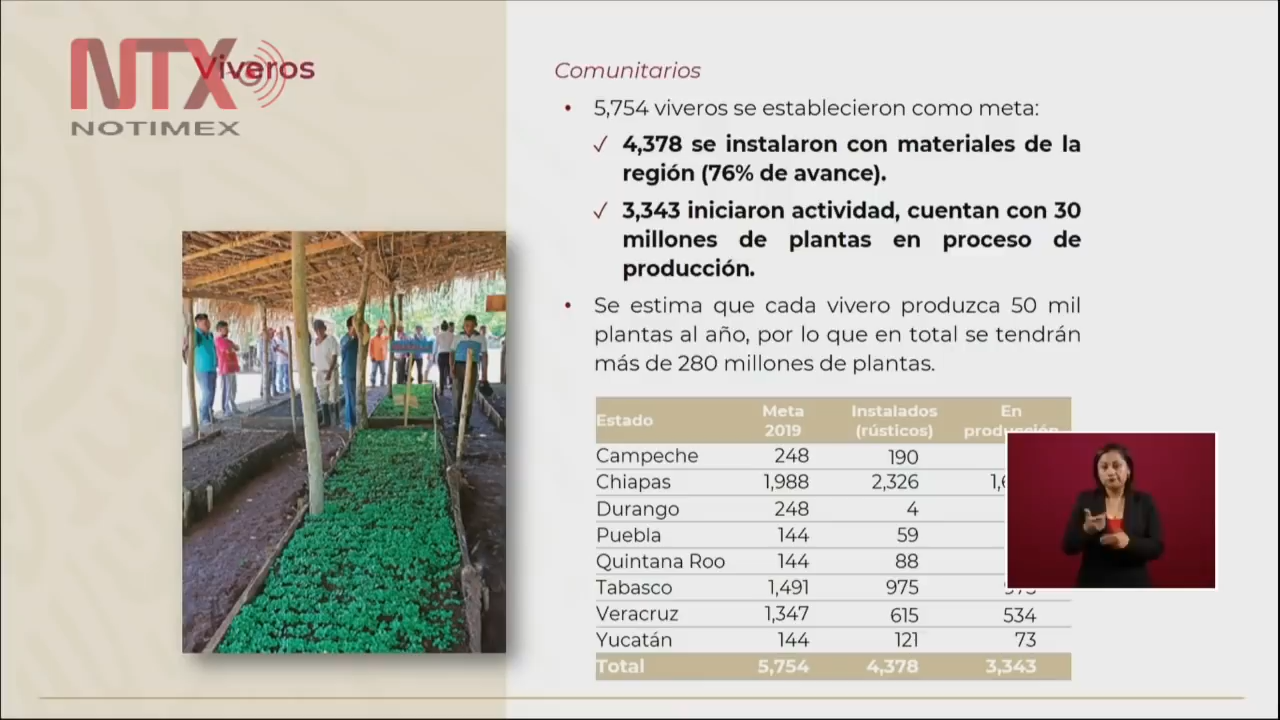 NTX
Viveros
NOTIMEX
Comunitarios
• 5,754 viveros se establecieron como meta:
✓ 4,378 se instalaron con materiales de la
región (76% de avance).
✓ 3,343 iniciaron actividad, cuentan con 30
millones de plantas en proceso de
producción.
• Se estima que cada vivero produzca 50 mil
plantas al año, por lo que en total se tendrán
más de 280 millones de plantas.
Estado Meta 2019 Instalados (rústicos) En
Campeche 248 190
Chiapas 1,988 2,326
Durango 248 4
Puebla 144 59
Quintana Roo 144 88
Tabasco 1,491 975
Veracruz 1,347 615 534
Yucatán 144 121 73
Total 5,754 4,378 3,343